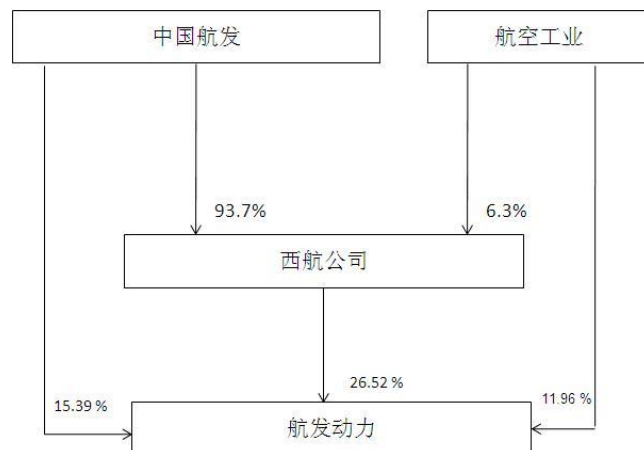 中国航发
航空工业
93.7%
6.3%
西航公司
26.52 %
15.39 %
11.96 %
航发动力